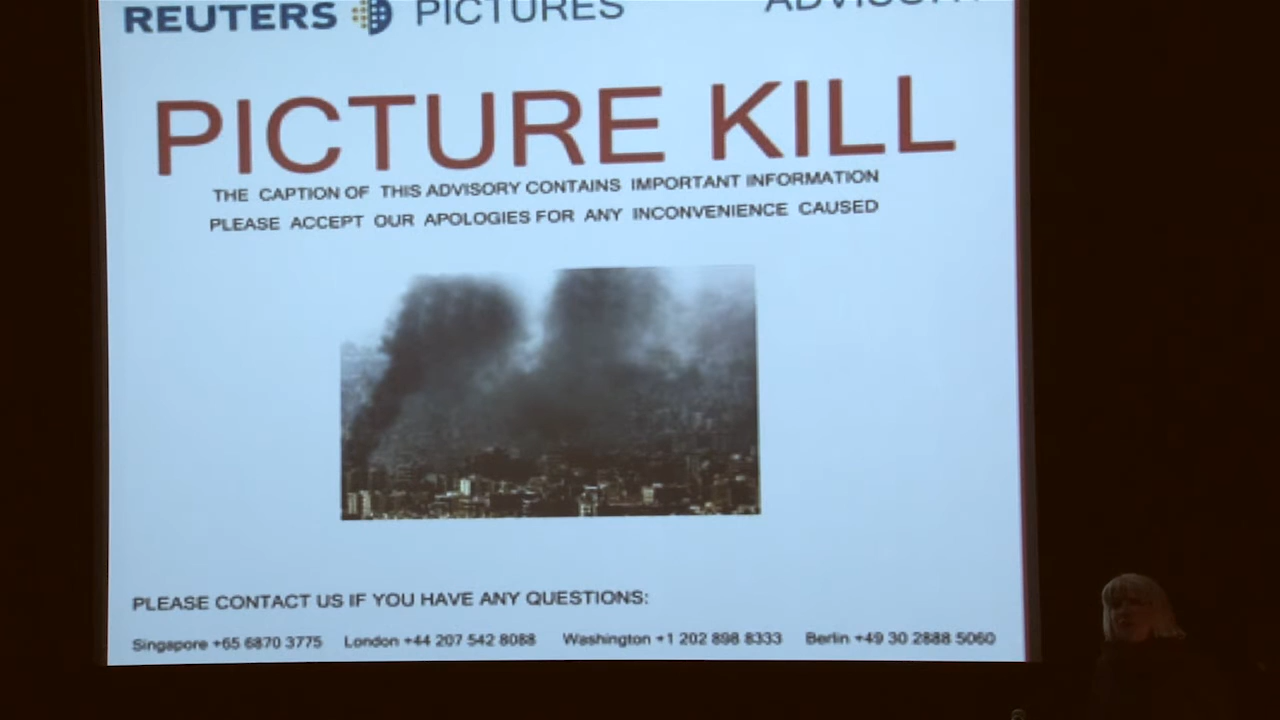 REUTERS PICTURES ADVISORY
PICTURE KILL
THE CAPTION OF THIS ADVISORY CONTAINS IMPORTANT INFORMATION
PLEASE ACCEPT OUR APOLOGIES FOR ANY INCONVENIENCE CAUSED
PLEASE CONTACT US IF YOU HAVE ANY QUESTIONS:
Singapore +65 6870 3775 London +44 207 542 8088 Washington +1 202 898 8333 Berlin +49 30 2888 5060